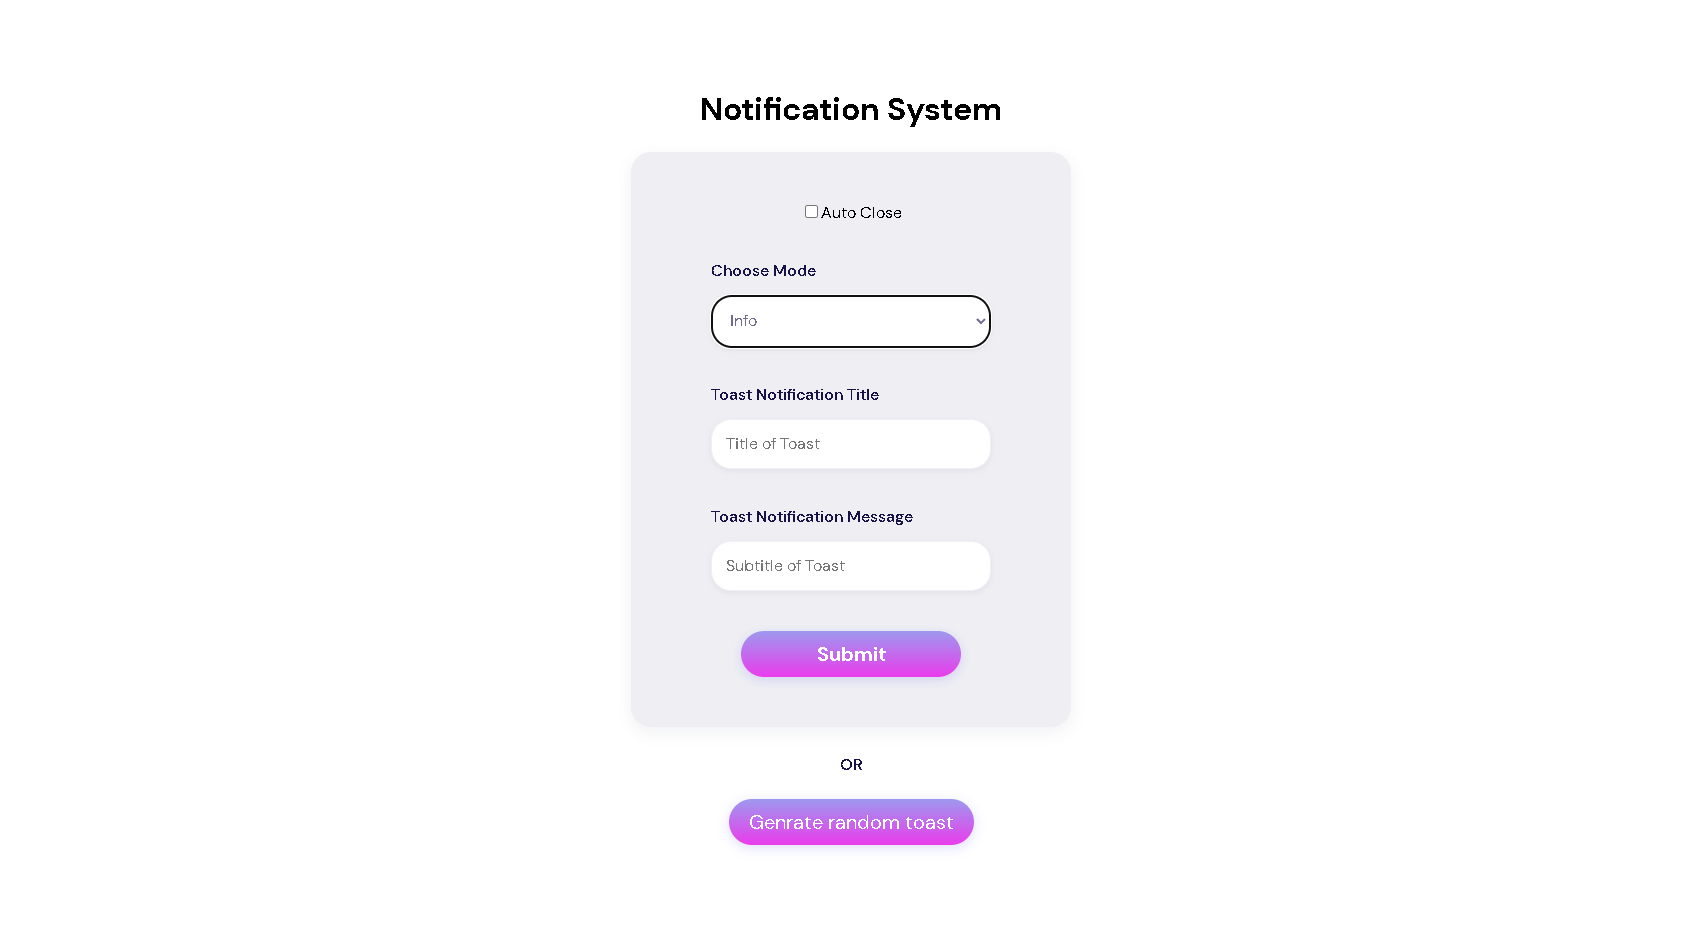 Notification System
Auto Close
Choose Mode
Info
Toast Notification Title
Title of Toast
Toast Notification Message
Subtitle of Toast
Submit
OR
Genrate random toast